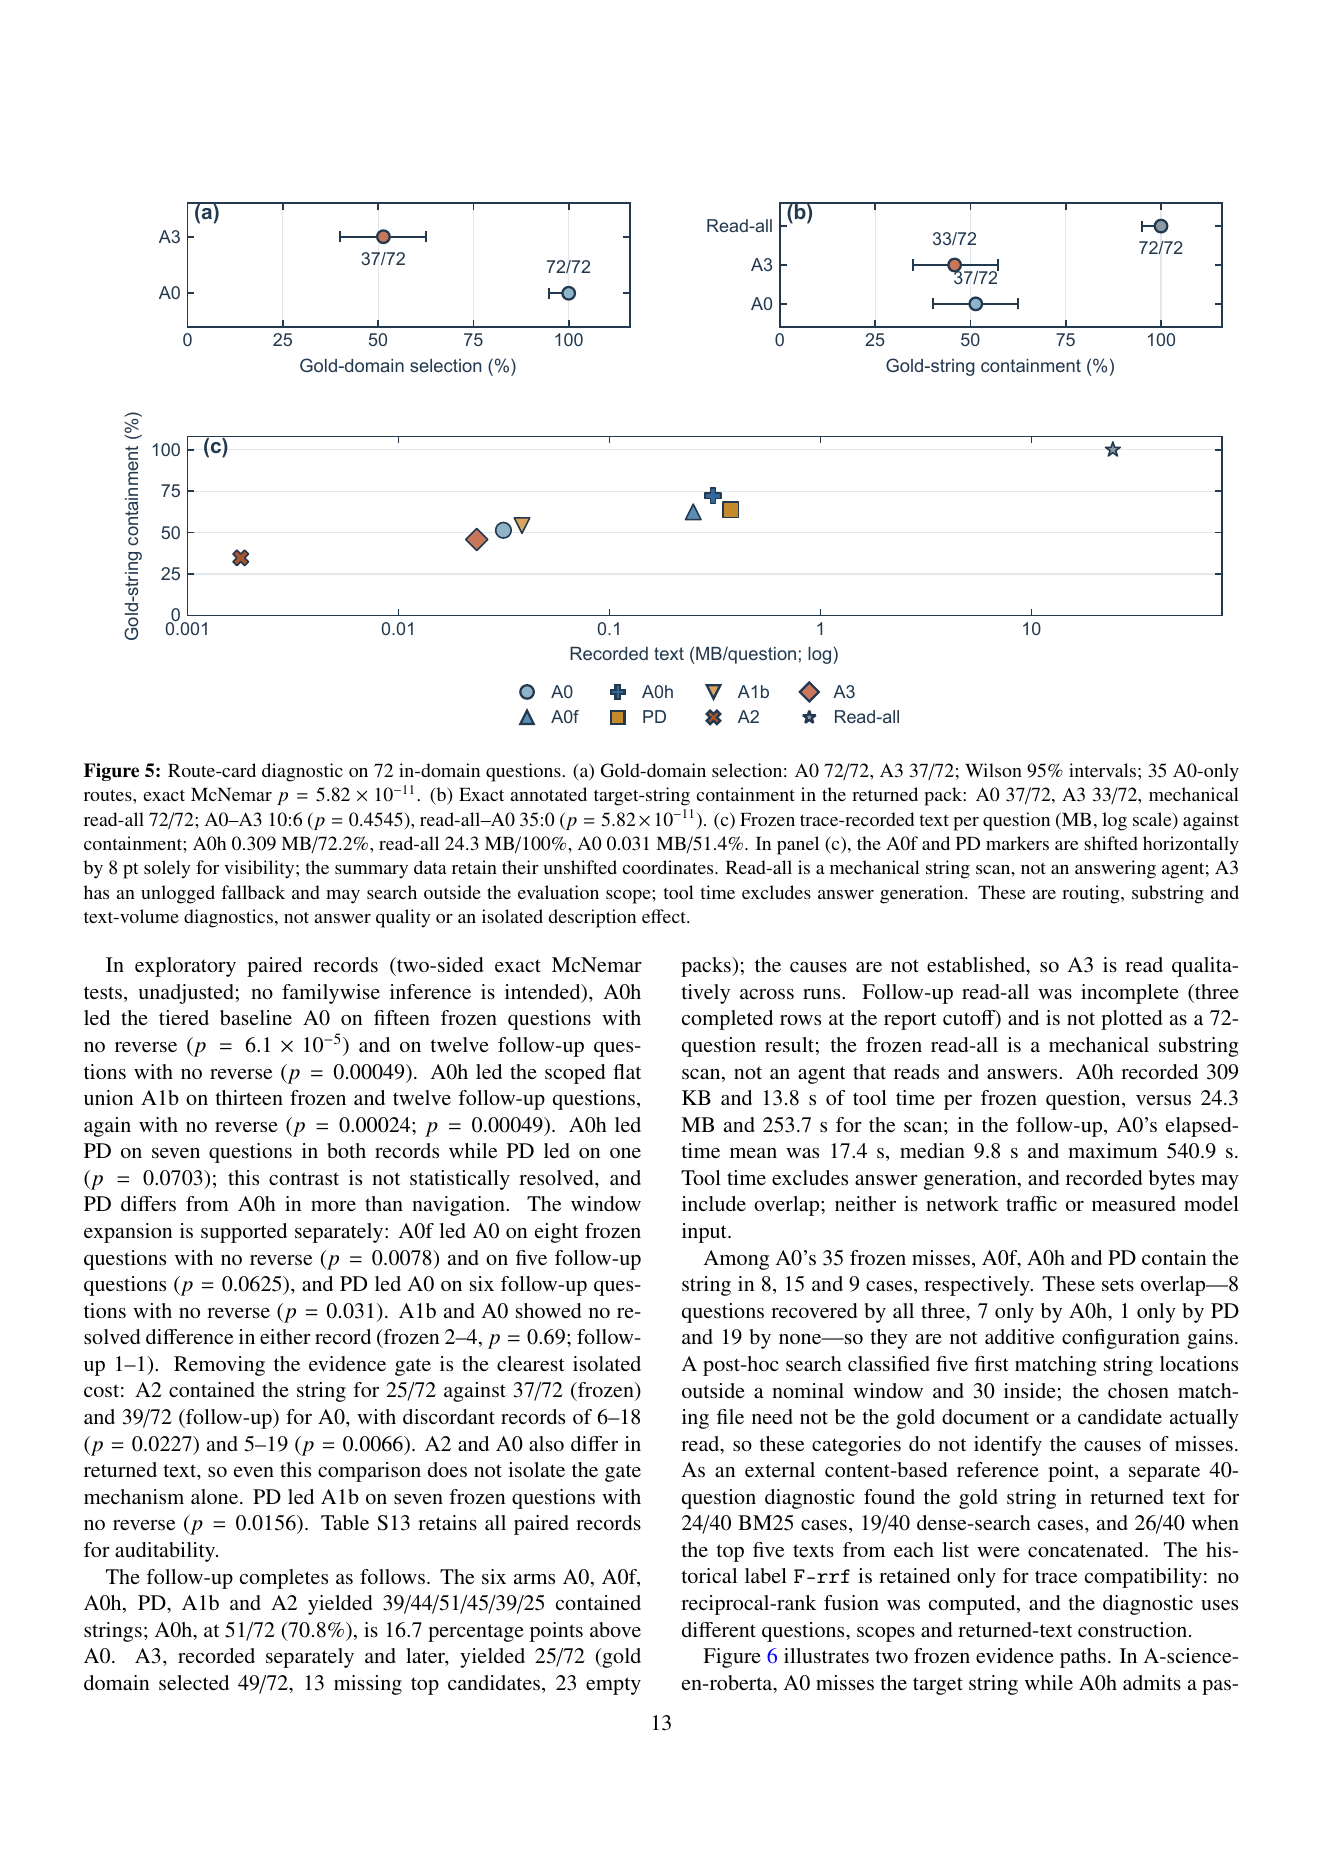 (a)
A3
37/72
72/72
A0
0 25 50 75 100
Gold-domain selection (%)
(b)
Read-all
72/72
33/72
A3
37/72
A0
0 25 50 75 100
Gold-string containment (%)
(c)
Gold-string containment (%)
100
75
50
25
0
0.001 0.01 0.1 1 10
Recorded text (MB/question; log)
A0 A0h A1b A3
A0f PD A2 Read-all
Figure 5: Route-card diagnostic on 72 in-domain questions. (a) Gold-domain selection: A0 72/72, A3 37/72; Wilson 95% intervals; 35 A0-only
routes, exact McNemar p = 5.82 × 10⁻¹¹. (b) Exact annotated target-string containment in the returned pack: A0 37/72, A3 33/72, mechanical
read-all 72/72; A0–A3 10:6 (p = 0.4545), read-all–A0 35:0 (p = 5.82×10⁻¹¹). (c) Frozen trace-recorded text per question (MB, log scale) against
containment; A0h 0.309 MB/72.2%, read-all 24.3 MB/100%, A0 0.031 MB/51.4%. In panel (c), the A0f and PD markers are shifted horizontally
by 8 pt solely for visibility; the summary data retain their unshifted coordinates. Read-all is a mechanical string scan, not an answering agent; A3
has an unlogged fallback and may search outside the evaluation scope; tool time excludes answer generation. These are routing, substring and
text-volume diagnostics, not answer quality or an isolated description effect.
In exploratory paired records (two-sided exact McNemar
tests, unadjusted; no familywise inference is intended), A0h
led the tiered baseline A0 on fifteen frozen questions with
no reverse (p = 6.1 × 10⁻⁵) and on twelve follow-up ques-
tions with no reverse (p = 0.00049). A0h led the scoped flat
union A1b on thirteen frozen and twelve follow-up questions,
again with no reverse (p = 0.00024; p = 0.00049). A0h led
PD on seven questions in both records while PD led on one
(p = 0.0703); this contrast is not statistically resolved, and
PD differs from A0h in more than navigation. The window
expansion is supported separately: A0f led A0 on eight frozen
questions with no reverse (p = 0.0078) and on five follow-up
questions (p = 0.0625), and PD led A0 on six follow-up ques-
tions with no reverse (p = 0.031). A1b and A0 showed no re-
solved difference in either record (frozen 2–4, p = 0.69; follow-
up 1–1). Removing the evidence gate is the clearest isolated
cost: A2 contained the string for 25/72 against 37/72 (frozen)
and 39/72 (follow-up) for A0, with discordant records of 6–18
(p = 0.0227) and 5–19 (p = 0.0066). A2 and A0 also differ in
returned text, so even this comparison does not isolate the gate
mechanism alone. PD led A1b on seven frozen questions with
no reverse (p = 0.0156). Table S13 retains all paired records
for auditability.
The follow-up completes as follows. The six arms A0, A0f,
A0h, PD, A1b and A2 yielded 39/44/51/45/39/25 contained
strings; A0h, at 51/72 (70.8%), is 16.7 percentage points above
A0. A3, recorded separately and later, yielded 25/72 (gold
domain selected 49/72, 13 missing top candidates, 23 empty
packs); the causes are not established, so A3 is read qualita-
tively across runs. Follow-up read-all was incomplete (three
completed rows at the report cutoff) and is not plotted as a 72-
question result; the frozen read-all is a mechanical substring
scan, not an agent that reads and answers. A0h recorded 309
KB and 13.8 s of tool time per frozen question, versus 24.3
MB and 253.7 s for the scan; in the follow-up, A0’s elapsed-
time mean was 17.4 s, median 9.8 s and maximum 540.9 s.
Tool time excludes answer generation, and recorded bytes may
include overlap; neither is network traffic or measured model
input.
Among A0’s 35 frozen misses, A0f, A0h and PD contain the
string in 8, 15 and 9 cases, respectively. These sets overlap—8
questions recovered by all three, 7 only by A0h, 1 only by PD
and 19 by none—so they are not additive configuration gains.
A post-hoc search classified five first matching string locations
outside a nominal window and 30 inside; the chosen match-
ing file need not be the gold document or a candidate actually
read, so these categories do not identify the causes of misses.
As an external content-based reference point, a separate 40-
question diagnostic found the gold string in returned text for
24/40 BM25 cases, 19/40 dense-search cases, and 26/40 when
the top five texts from each list were concatenated. The his-
torical label F-rrf is retained only for trace compatibility: no
reciprocal-rank fusion was computed, and the diagnostic uses
different questions, scopes and returned-text construction.
Figure 6 illustrates two frozen evidence paths. In A-science-
en-roberta, A0 misses the target string while A0h admits a pas-
13